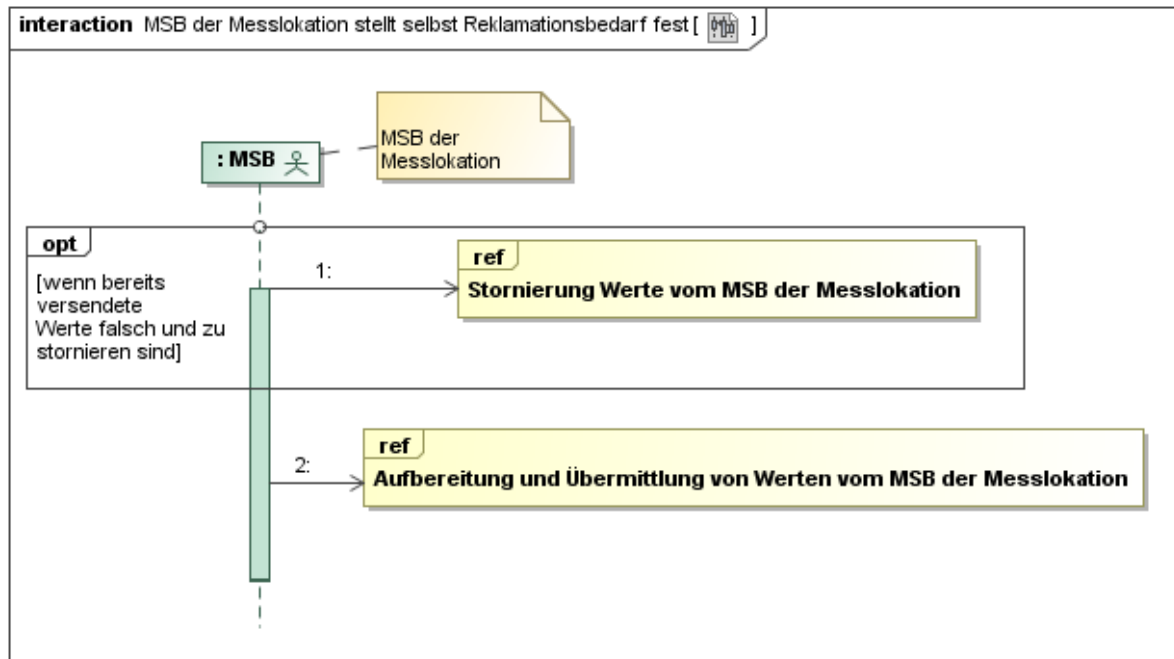 interaction MSB der Messlokation stellt selbst Reklamationsbedarf fest [ ]
MSB der
Messlokation
: MSB
opt
[wenn bereits
versendete
Werte falsch und zu
stornieren sind]
1:
ref
Stornierung Werte vom MSB der Messlokation
2:
ref
Aufbereitung und Übermittlung von Werten vom MSB der Messlokation